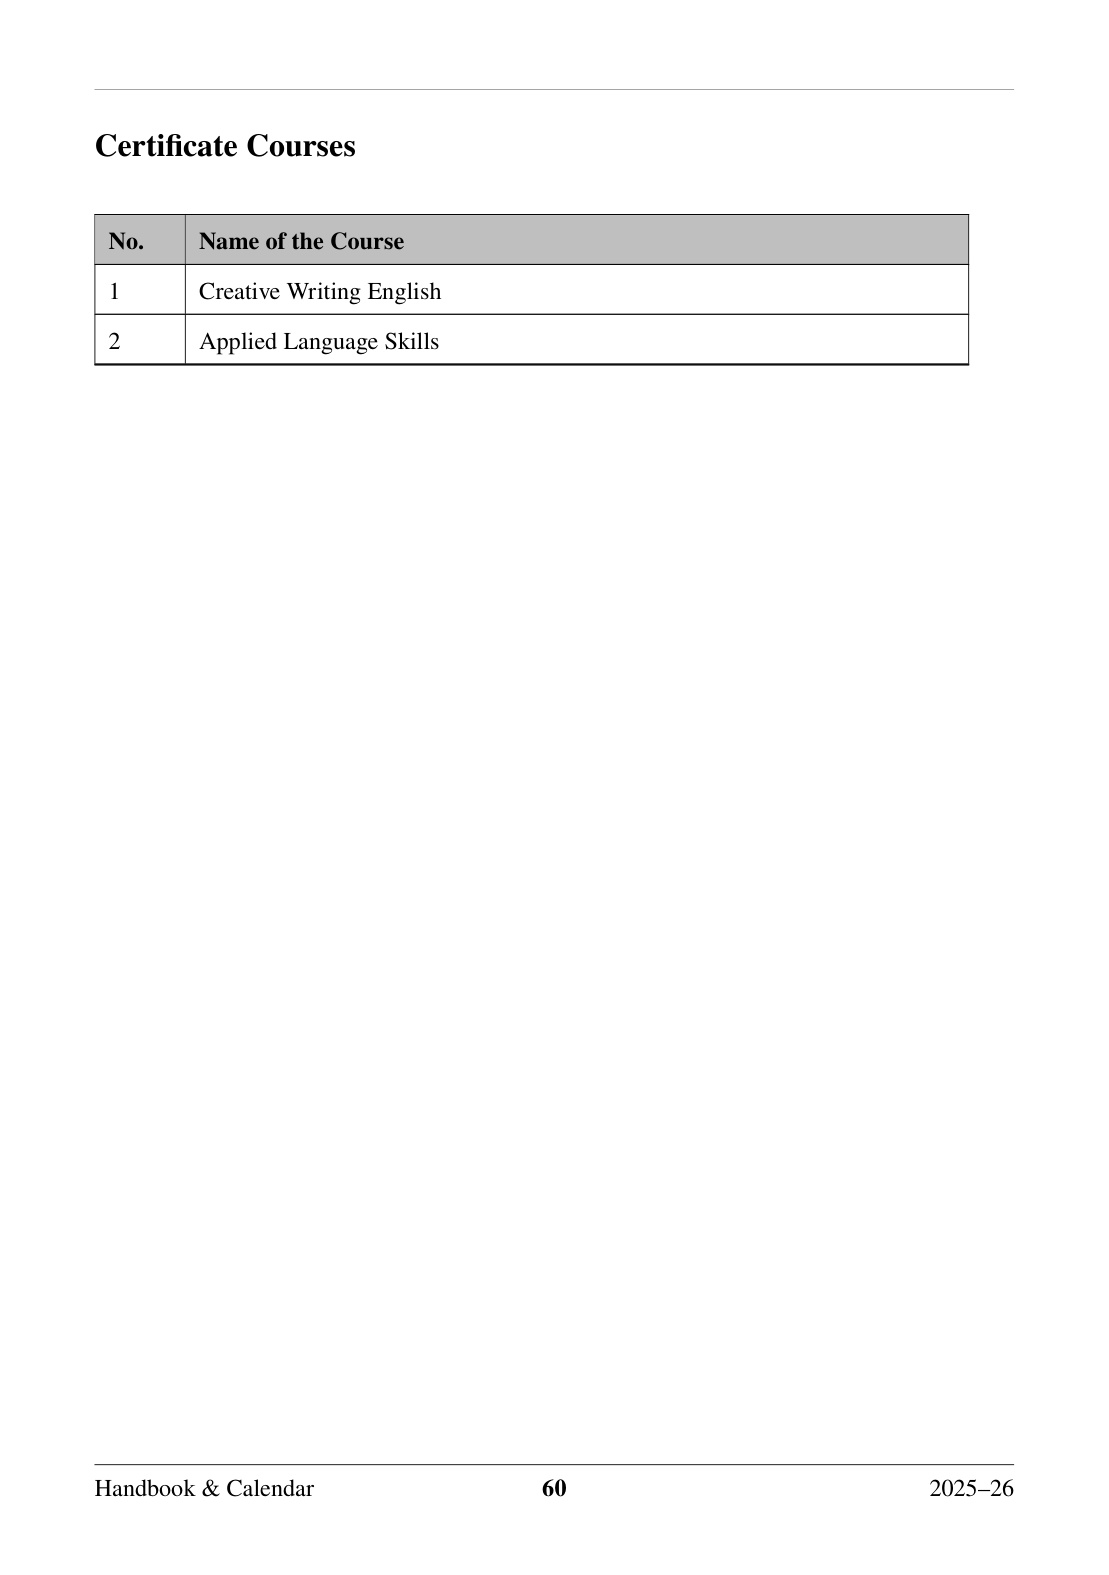 Certificate Courses
No. Name of the Course
1 Creative Writing English
2 Applied Language Skills
Handbook & Calendar 60 2025–26